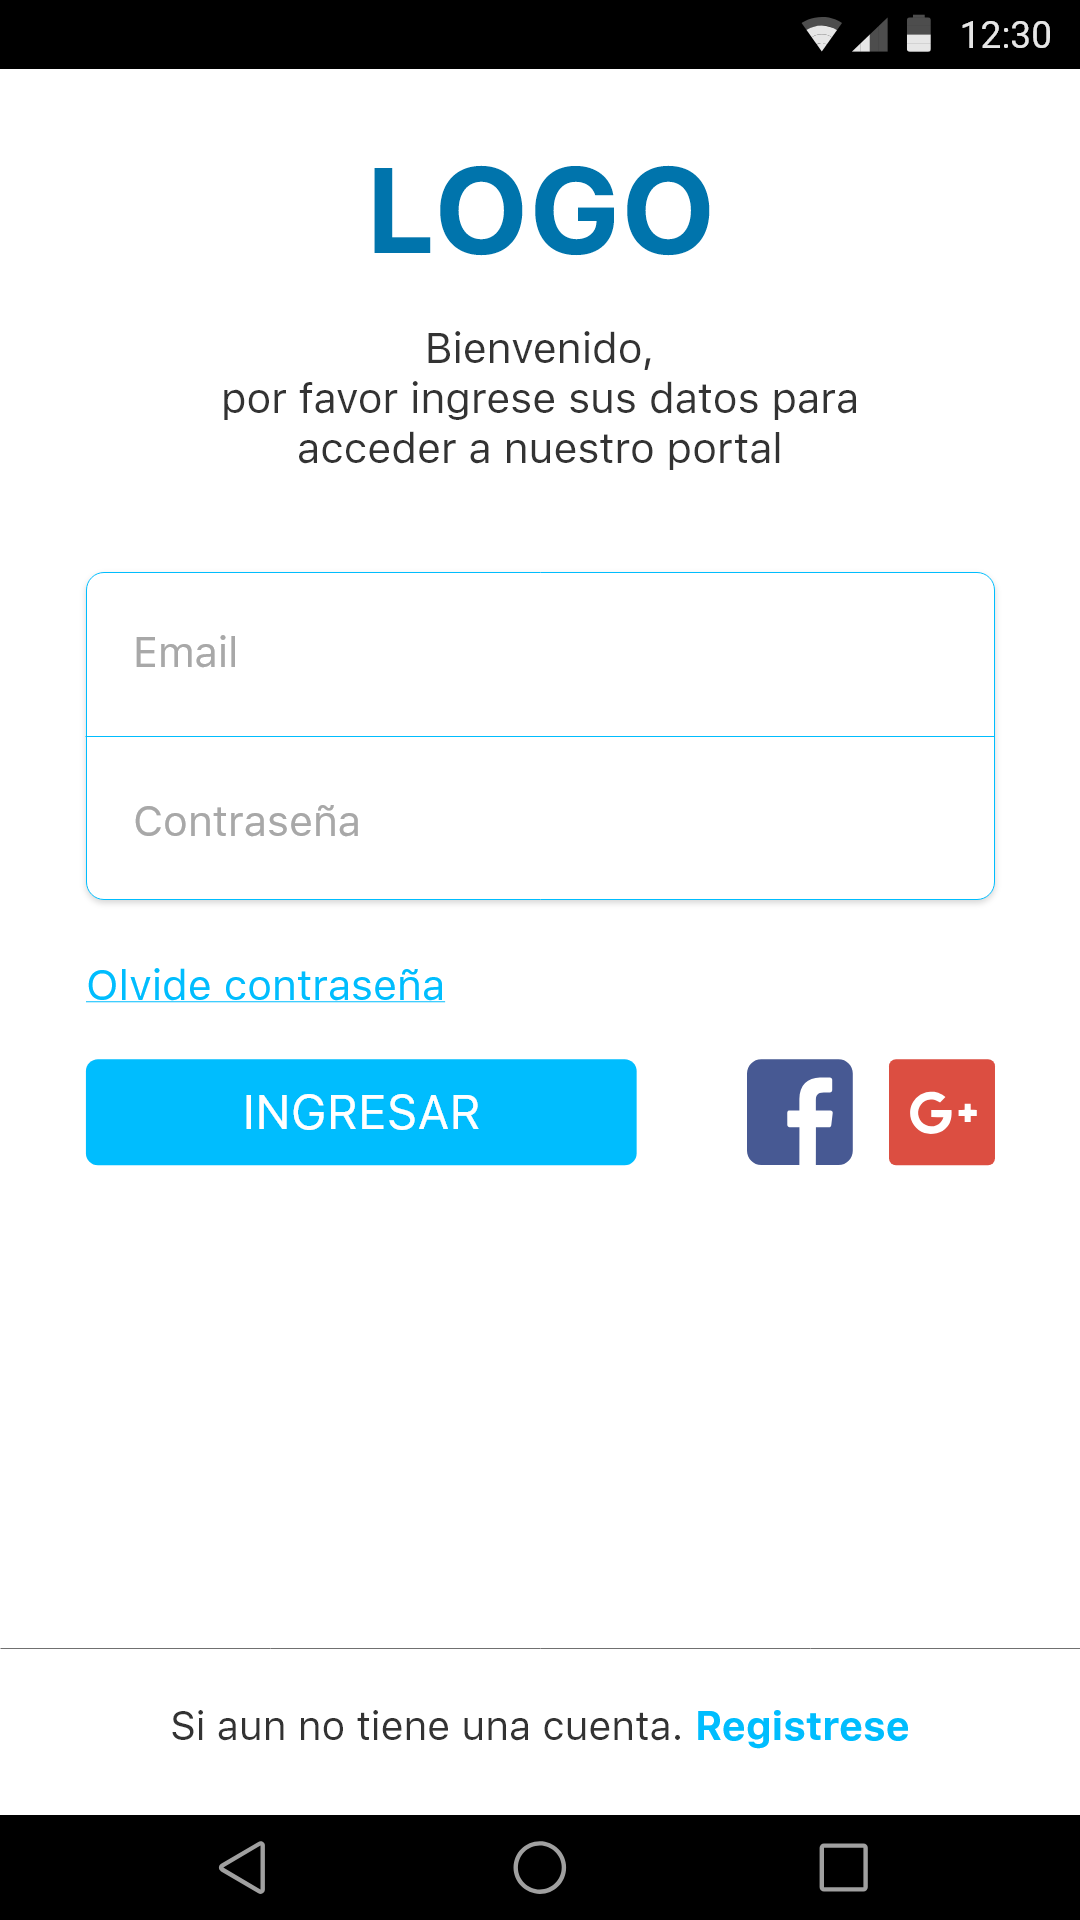 12:30
LOGO
Bienvenido,
por favor ingrese sus datos para
acceder a nuestro portal
Email
Contraseña
Olvide contraseña
INGRESAR
G+
Si aun no tiene una cuenta. Registrese